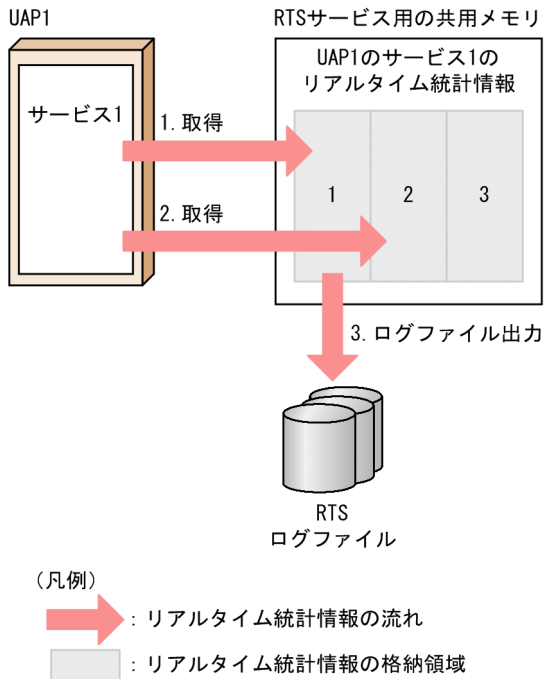 UAP1
RTSサービス用の共用メモリ
UAP1のサービス1の
リアルタイム統計情報
サービス1
1.取得
2.取得
1
2
3
3.ログファイル出力
RTS
ログファイル
(凡例)
：リアルタイム統計情報の流れ
：リアルタイム統計情報の格納領域